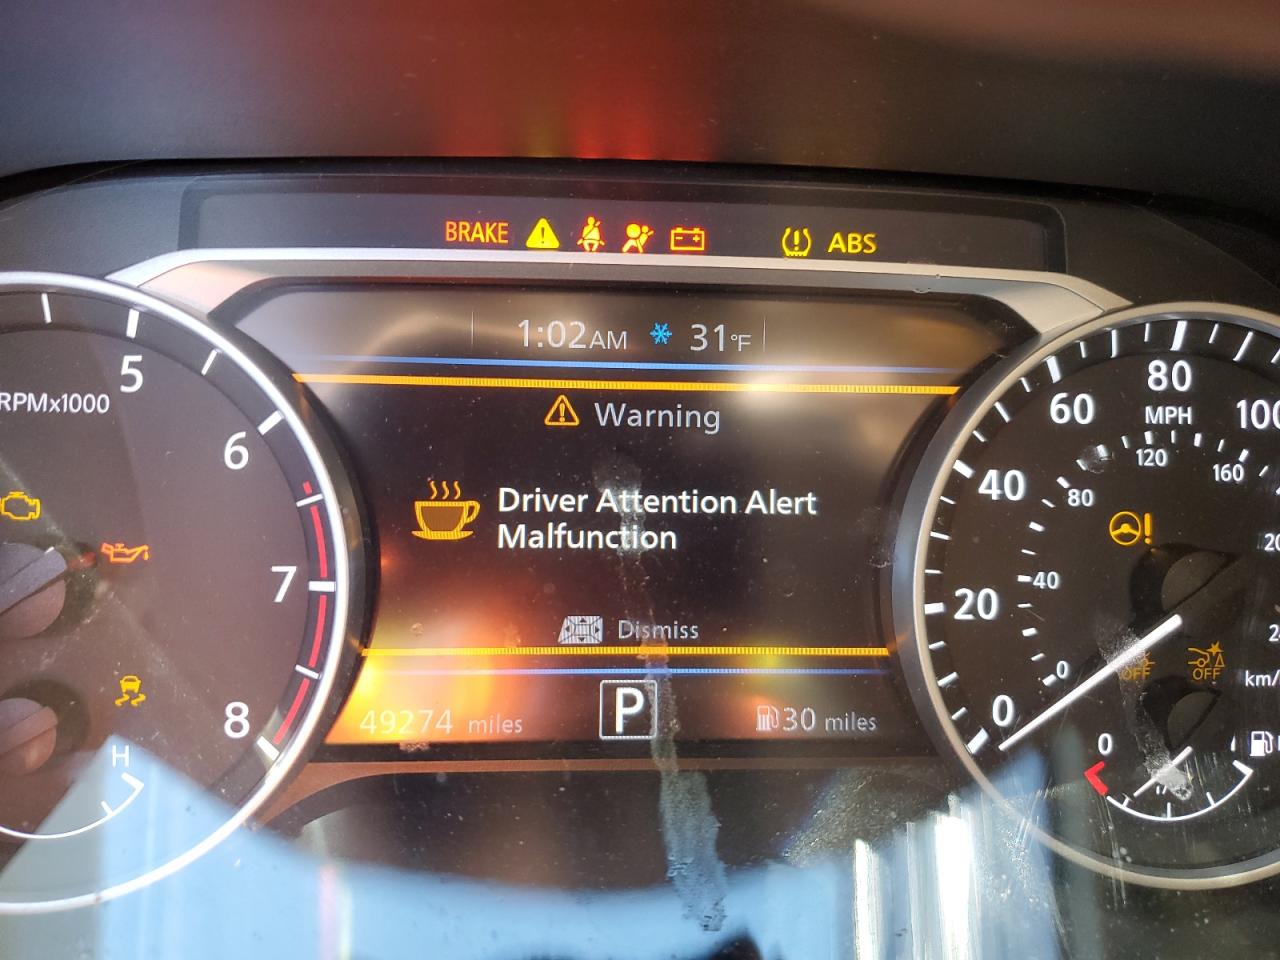 BRAKE ABS
1:02AM 31°F
Warning
Driver Attention Alert
Malfunction
Dismiss
49274 miles P 30 miles
RPMx1000
5
6
7
8
H
0
20
40
60
80
100
MPH
0
40
80
120
160
km/
OFF
OFF
0